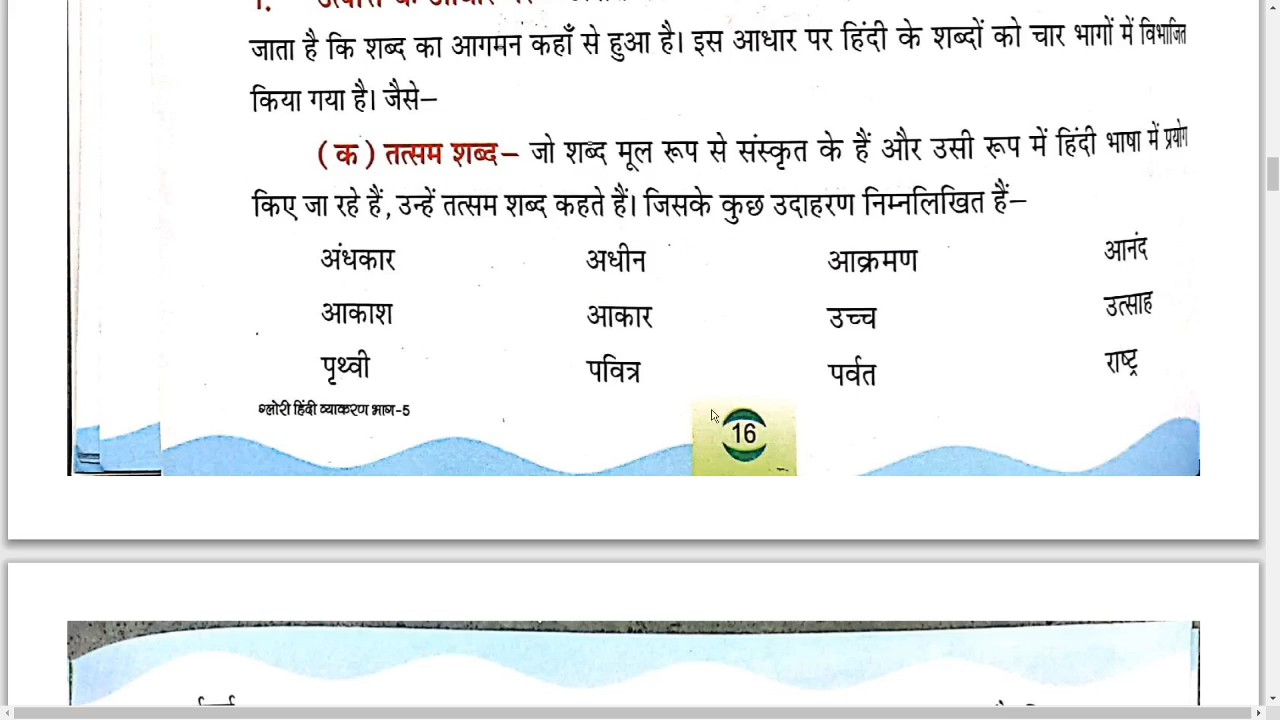 1.
जाता है कि शब्द का आगमन कहाँ से हुआ है। इस आधार पर हिंदी के शब्दों को चार भागों में विभाजित
किया गया है। जैसे–
(क) तत्सम शब्द– जो शब्द मूल रूप से संस्कृत के हैं और उसी रूप में हिंदी भाषा में प्रयोग
किए जा रहे हैं, उन्हें तत्सम शब्द कहते हैं। जिसके कुछ उदाहरण निम्नलिखित हैं–
अंधकार अधीन आक्रमण आनंद
आकाश आकार उच्च उत्साह
पृथ्वी पवित्र पर्वत राष्ट्र
ग्लोरी हिंदी व्याकरण भाग-5
16